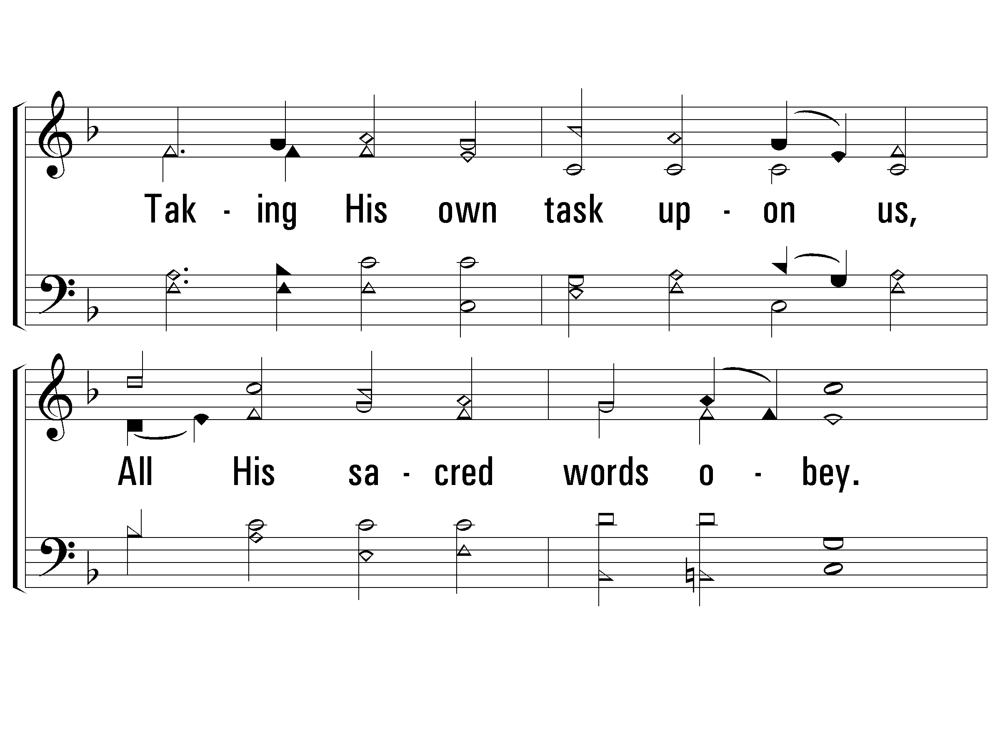 Tak - ing His own task up - on us,
All His sa - cred words o - bey.